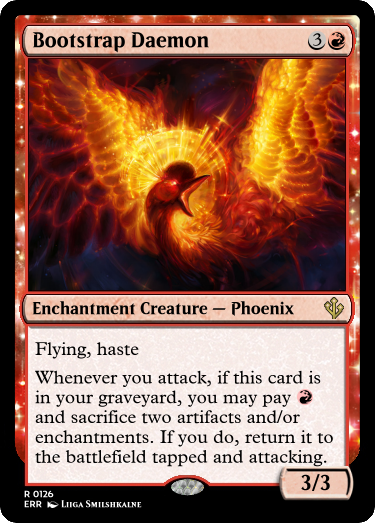 Bootstrap Daemon 3
Enchantment Creature — Phoenix
Flying, haste
Whenever you attack, if this card is
in your graveyard, you may pay
and sacrifice two artifacts and/or
enchantments. If you do, return it to
the battlefield tapped and attacking.
3/3
R 0126
ERR Liiga Smilshkalne